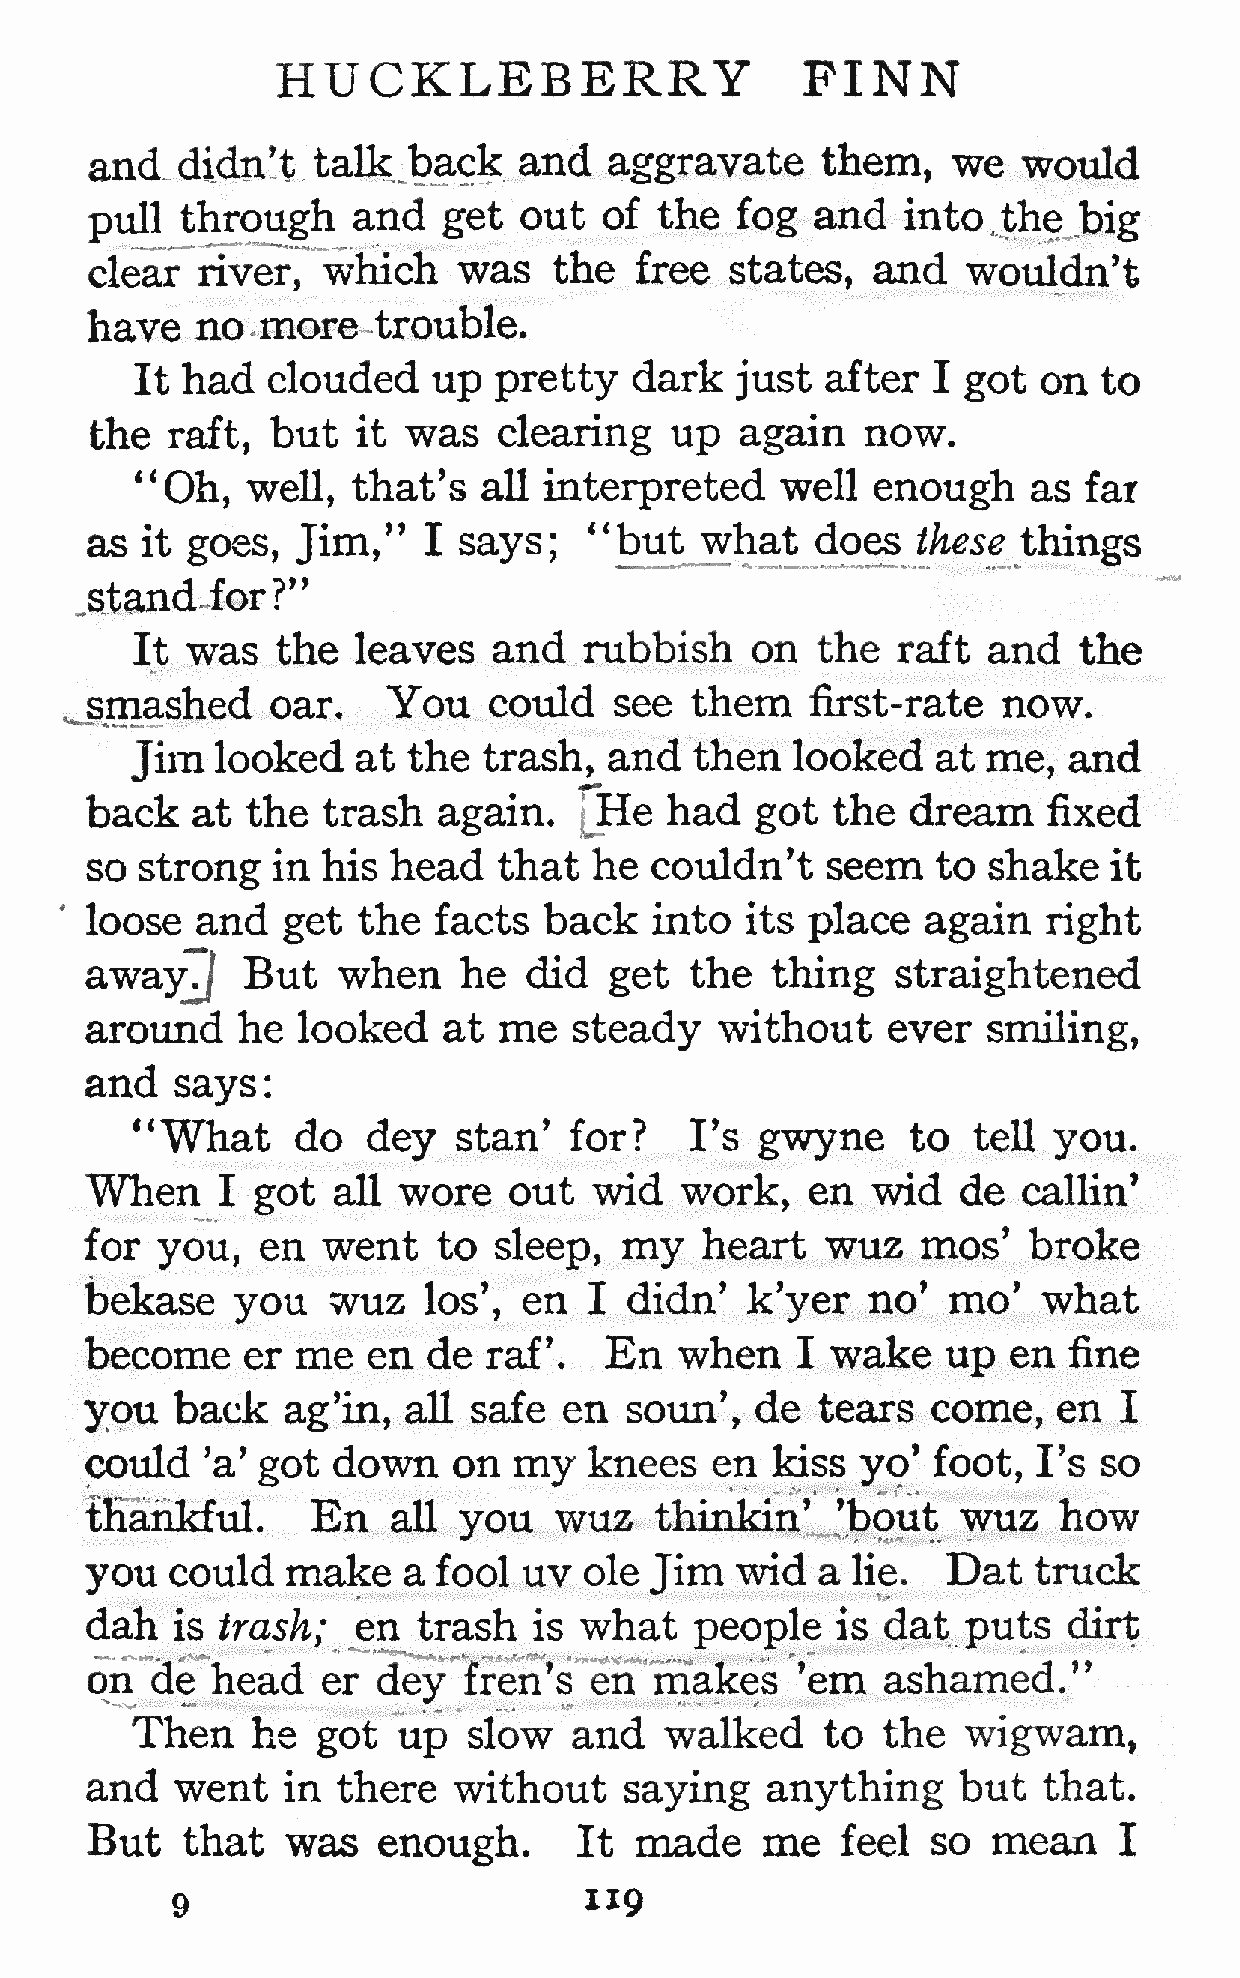 HUCKLEBERRY FINN
and didn't talk back and aggravate them, we would
pull through and get out of the fog and into the big
clear river, which was the free states, and wouldn't
have no more trouble.
It had clouded up pretty dark just after I got on to
the raft, but it was clearing up again now.
"Oh, well, that's all interpreted well enough as far
as it goes, Jim," I says; "but what does these things
stand for?"
It was the leaves and rubbish on the raft and the
smashed oar. You could see them first-rate now.
Jim looked at the trash, and then looked at me, and
back at the trash again. [He had got the dream fixed
so strong in his head that he couldn't seem to shake it
loose and get the facts back into its place again right
away.] But when he did get the thing straightened
around he looked at me steady without ever smiling,
and says:
"What do dey stan' for? I's gwyne to tell you.
When I got all wore out wid work, en wid de callin'
for you, en went to sleep, my heart wuz mos' broke
bekase you wuz los', en I didn' k'yer no' mo' what
become er me en de raf'. En when I wake up en fine
you back ag'in, all safe en soun', de tears come, en I
could 'a' got down on my knees en kiss yo' foot, I's so
thankful. En all you wuz thinkin' 'bout wuz how
you could make a fool uv ole Jim wid a lie. Dat truck
dah is trash; en trash is what people is dat puts dirt
on de head er dey fren's en makes 'em ashamed."
Then he got up slow and walked to the wigwam,
and went in there without saying anything but that.
But that was enough. It made me feel so mean I
9 119